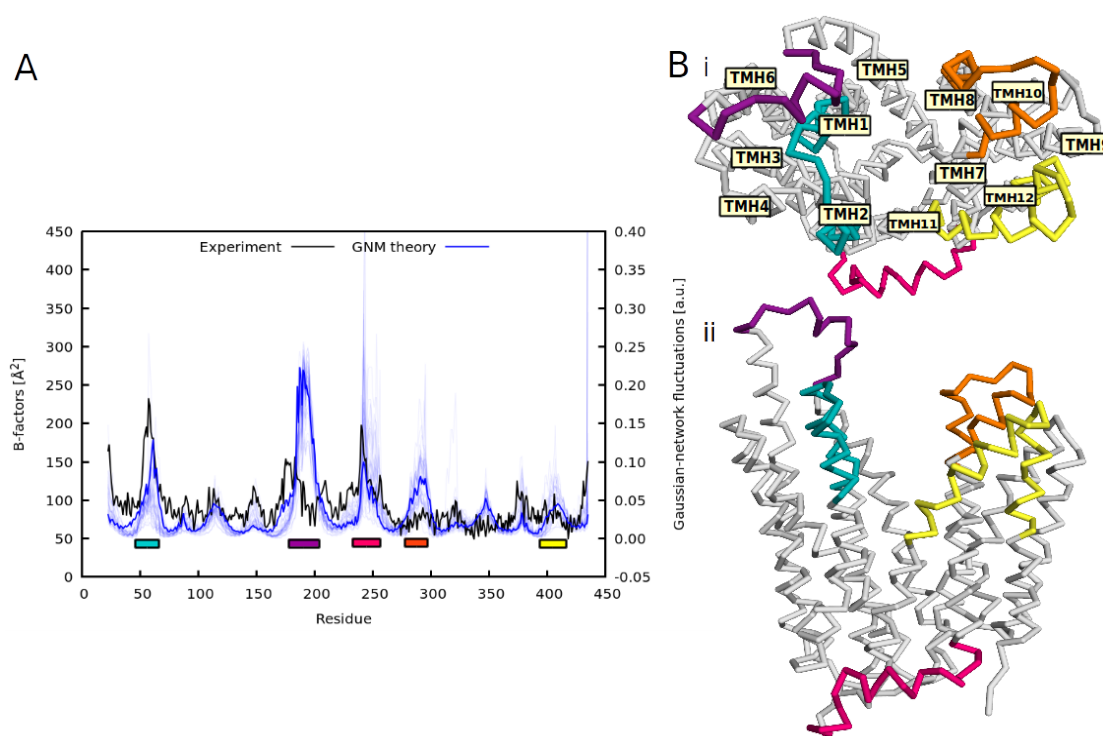 A
B i
TMH5
TMH6
TMH8
TMH10
TMH1
TMH9
TMH3
TMH7
TMH4
TMH2
TMH12
TMH11
Experiment
GNM theory
450
400
350
300
250
200
150
100
50
0
B-factors [Å²]
0.40
0.35
0.30
0.25
0.20
0.15
0.10
0.05
0.00
-0.05
Gaussian-network fluctuations [a.u.]
0 50 100 150 200 250 300 350 400 450
Residue
ii